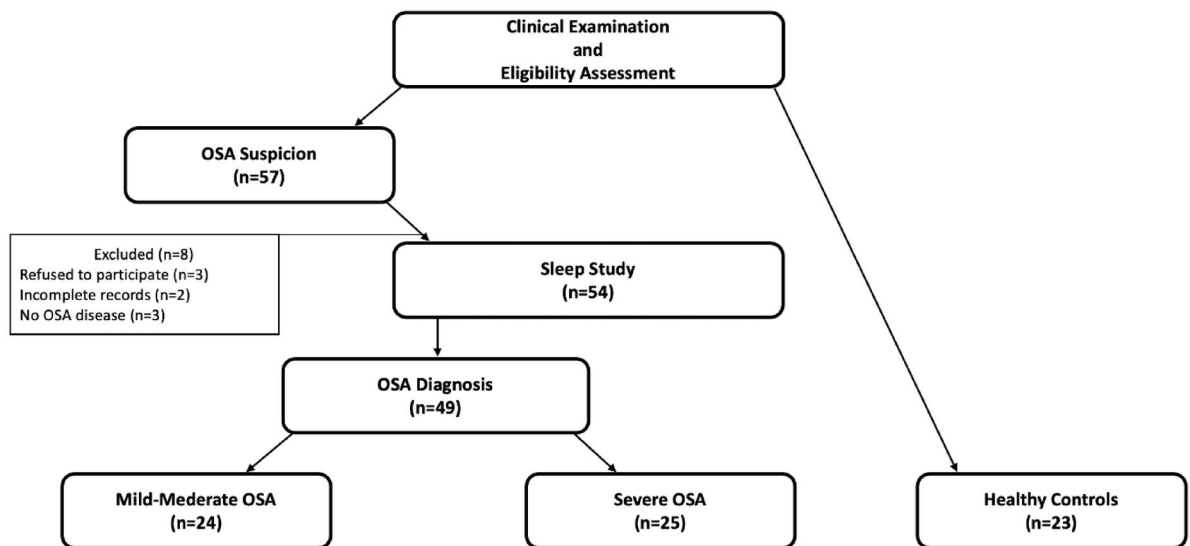 Clinical Examination
and
Eligibility Assessment
OSA Suspicion
(n=57)
Excluded (n=8)
Refused to participate (n=3)
Incomplete records (n=2)
No OSA disease (n=3)
Sleep Study
(n=54)
OSA Diagnosis
(n=49)
Mild-Mederate OSA
(n=24)
Severe OSA
(n=25)
Healthy Controls
(n=23)